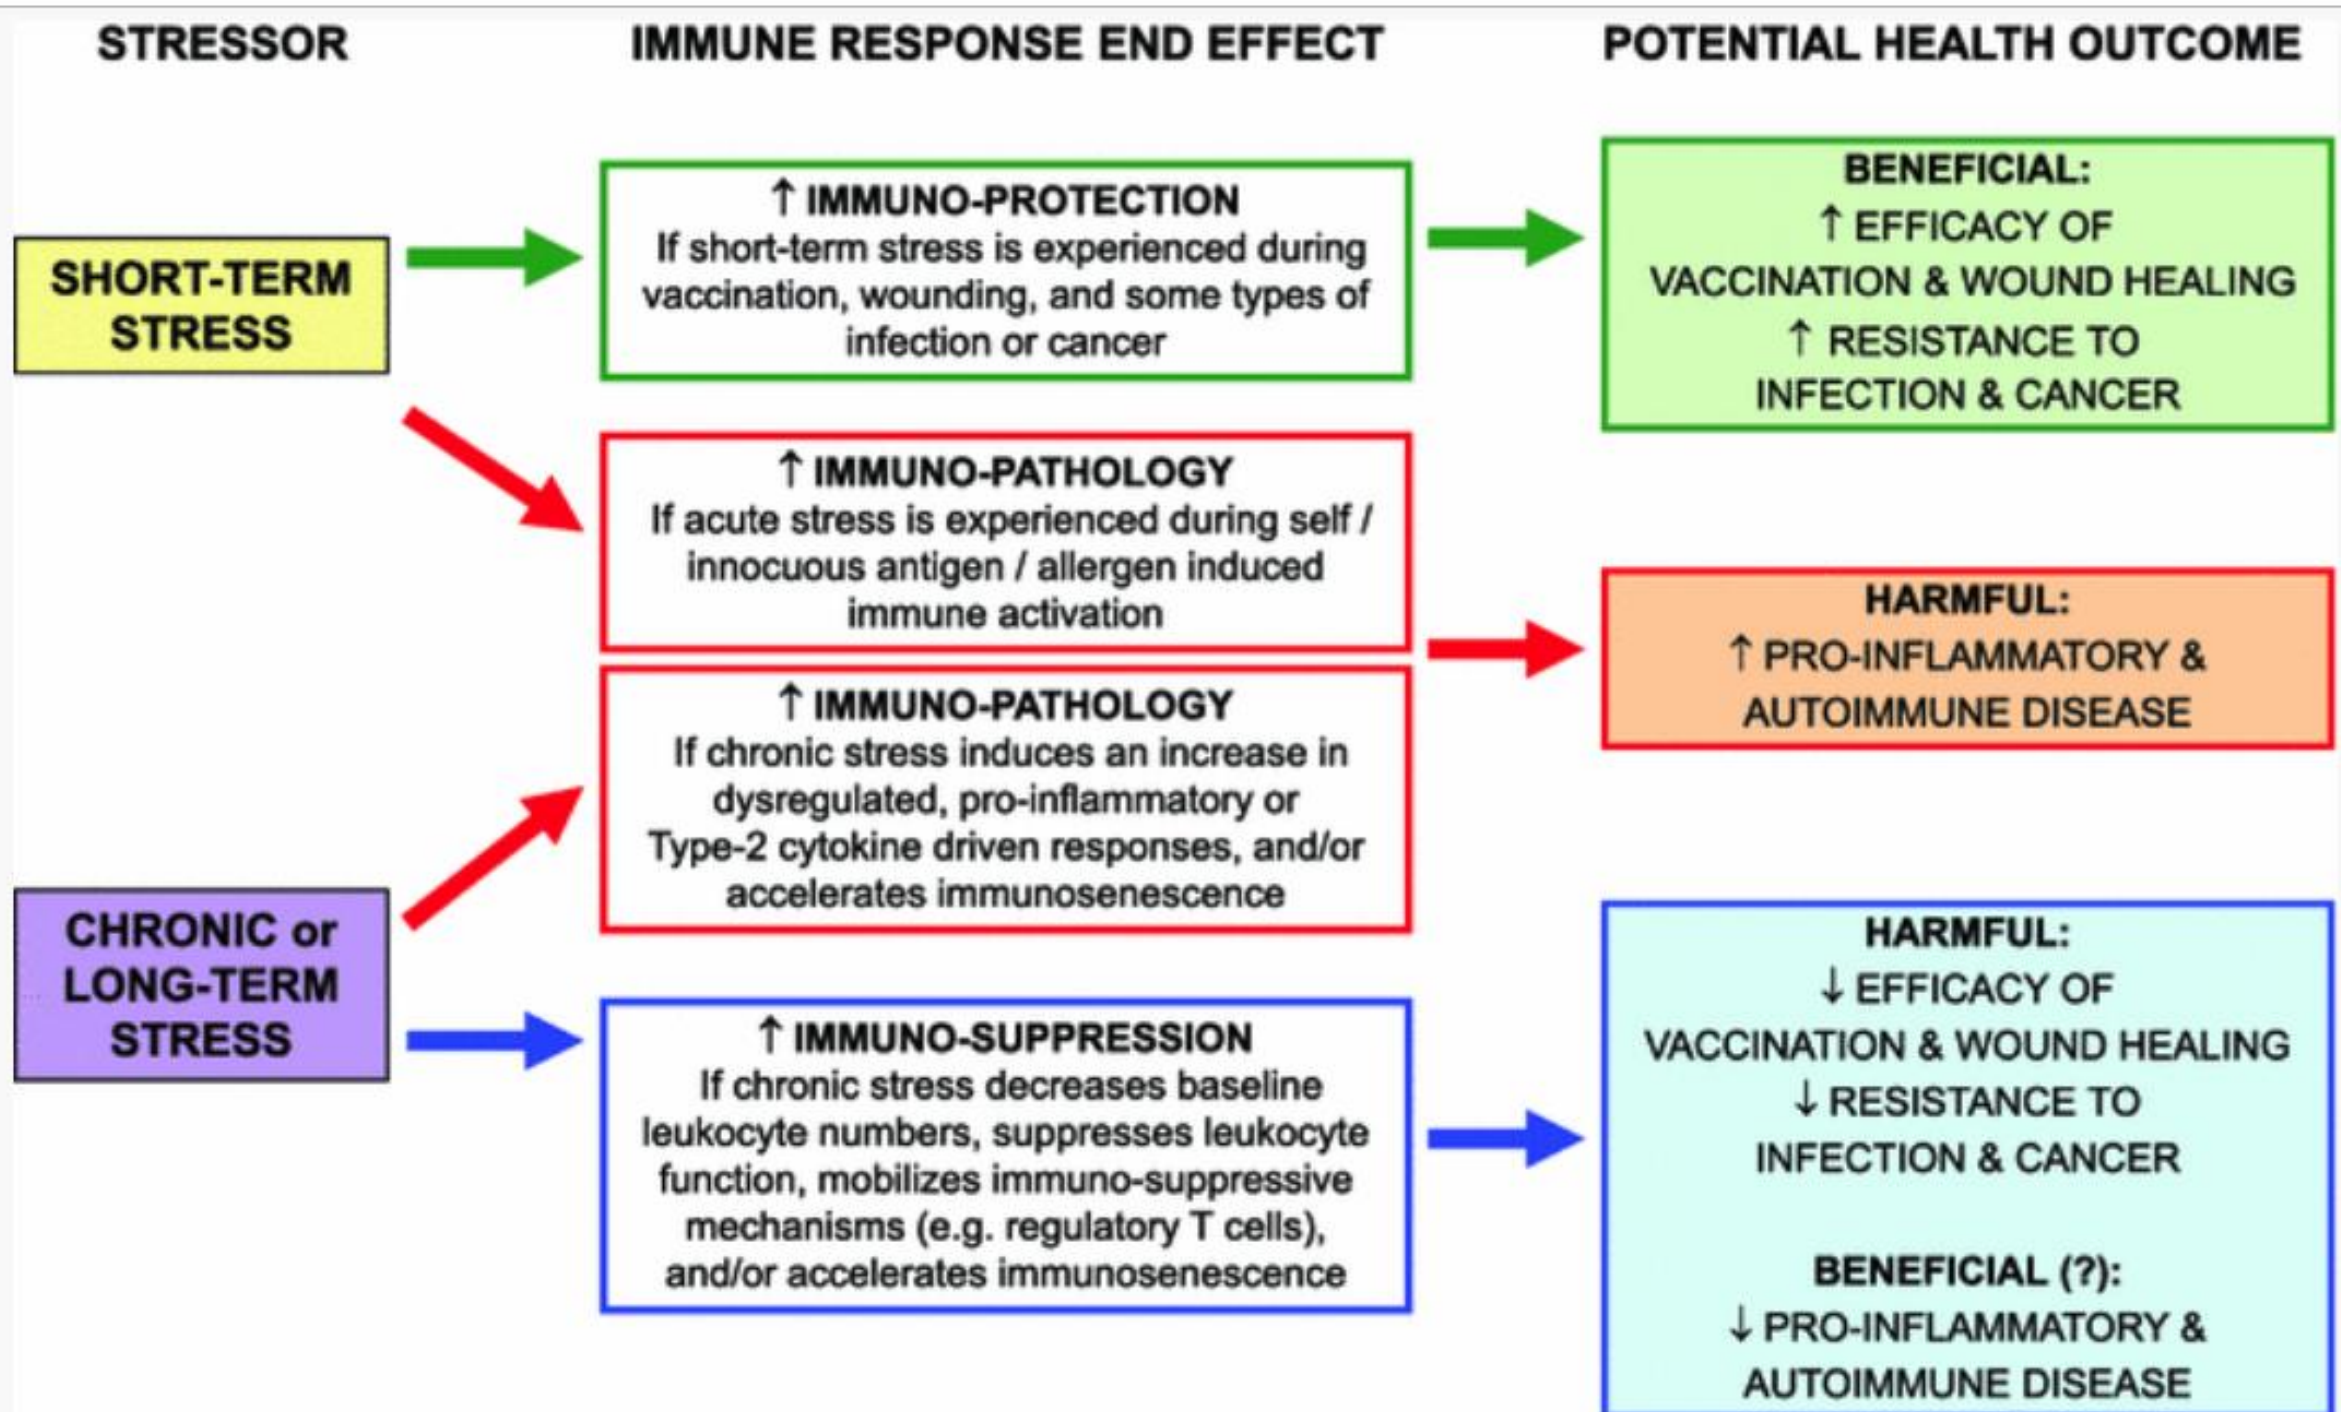 STRESSOR
IMMUNE RESPONSE END EFFECT
POTENTIAL HEALTH OUTCOME
SHORT-TERM
STRESS
↑ IMMUNO-PROTECTION
If short-term stress is experienced during
vaccination, wounding, and some types of
infection or cancer
BENEFICIAL:
↑ EFFICACY OF
VACCINATION & WOUND HEALING
↑ RESISTANCE TO
INFECTION & CANCER
↑ IMMUNO-PATHOLOGY
If acute stress is experienced during self /
innocuous antigen / allergen induced
immune activation
↑ IMMUNO-PATHOLOGY
If chronic stress induces an increase in
dysregulated, pro-inflammatory or
Type-2 cytokine driven responses, and/or
accelerates immunosenescence
HARMFUL:
↑ PRO-INFLAMMATORY &
AUTOIMMUNE DISEASE
CHRONIC or
LONG-TERM
STRESS
↑ IMMUNO-SUPPRESSION
If chronic stress decreases baseline
leukocyte numbers, suppresses leukocyte
function, mobilizes immuno-suppressive
mechanisms (e.g. regulatory T cells),
and/or accelerates immunosenescence
HARMFUL:
↓ EFFICACY OF
VACCINATION & WOUND HEALING
↓ RESISTANCE TO
INFECTION & CANCER
BENEFICIAL (?):
↓ PRO-INFLAMMATORY &
AUTOIMMUNE DISEASE